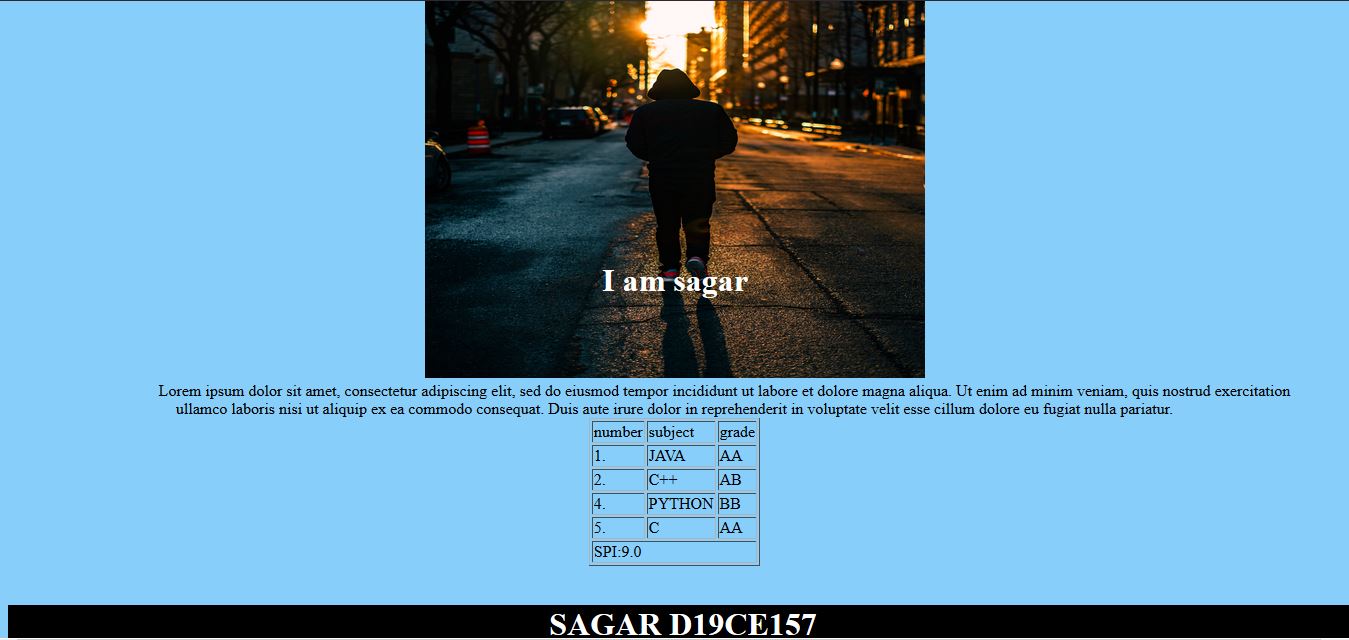 I am sagar
Lorem ipsum dolor sit amet, consectetur adipiscing elit, sed do eiusmod tempor incididunt ut labore et dolore magna aliqua. Ut enim ad minim veniam, quis nostrud exercitation
ullamco laboris nisi ut aliquip ex ea commodo consequat. Duis aute irure dolor in reprehenderit in voluptate velit esse cillum dolore eu fugiat nulla pariatur.
number subject grade
1. JAVA AA
2. C++ AB
4. PYTHON BB
5. C AA
SPI:9.0
SAGAR D19CE157